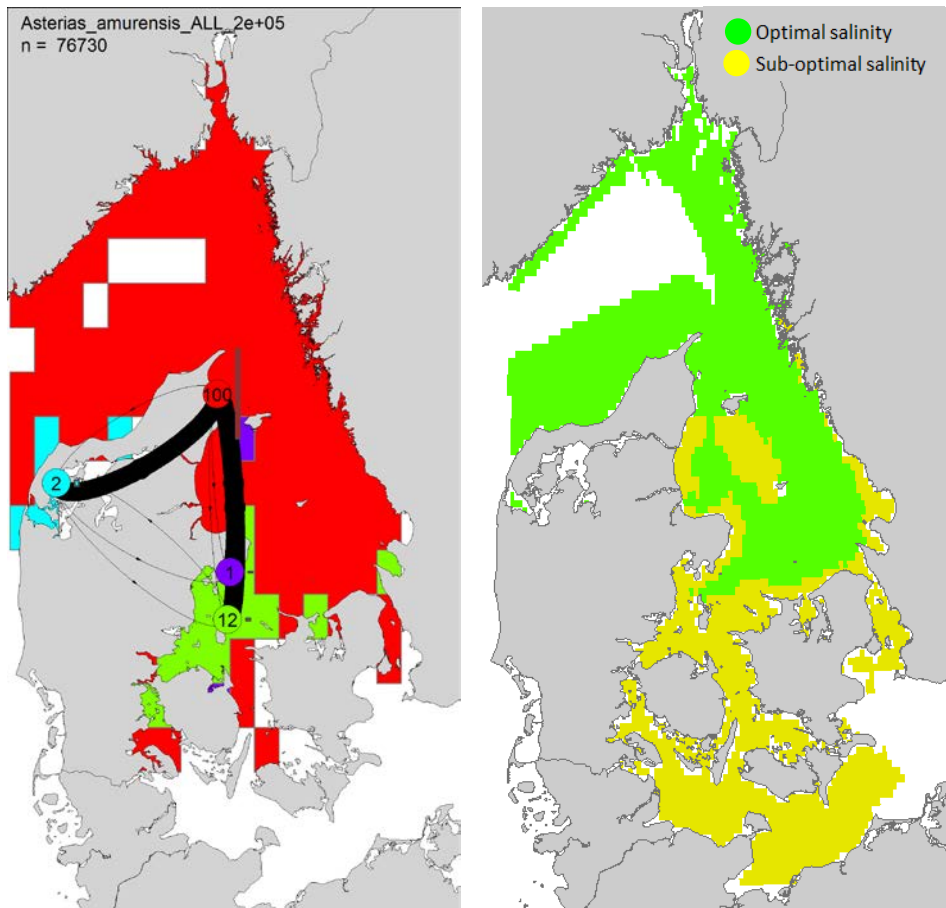 Asterias_amurensis_ALL_2e+05
n = 76730
100
2
1
12
Optimal salinity
Sub-optimal salinity